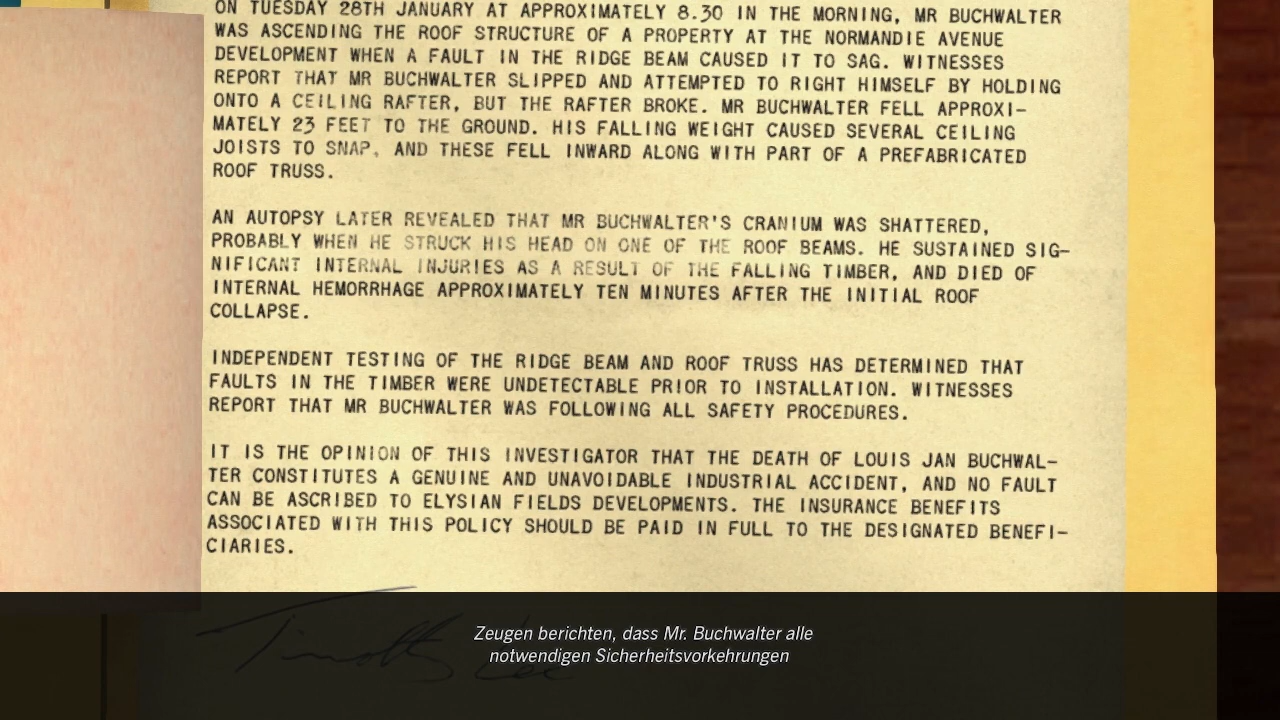 ON TUESDAY 28TH JANUARY AT APPROXIMATELY 8.30 IN THE MORNING, MR BUCHWALTER
WAS ASCENDING THE ROOF STRUCTURE OF A PROPERTY AT THE NORMANDIE AVENUE
DEVELOPMENT WHEN A FAULT IN THE RIDGE BEAM CAUSED IT TO SAG. WITNESSES
REPORT THAT MR BUCHWALTER SLIPPED AND ATTEMPTED TO RIGHT HIMSELF BY HOLDING
ONTO A CEILING RAFTER, BUT THE RAFTER BROKE. MR BUCHWALTER FELL APPROXI-
MATELY 23 FEET TO THE GROUND. HIS FALLING WEIGHT CAUSED SEVERAL CEILING
JOISTS TO SNAP, AND THESE FELL INWARD ALONG WITH PART OF A PREFABRICATED
ROOF TRUSS.
AN AUTOPSY LATER REVEALED THAT MR BUCHWALTER'S CRANIUM WAS SHATTERED,
PROBABLY WHEN HE STRUCK HIS HEAD ON ONE OF THE ROOF BEAMS. HE SUSTAINED SIG-
NIFICANT INTERNAL INJURIES AS A RESULT OF THE FALLING TIMBER, AND DIED OF
INTERNAL HEMORRHAGE APPROXIMATELY TEN MINUTES AFTER THE INITIAL ROOF
COLLAPSE.
INDEPENDENT TESTING OF THE RIDGE BEAM AND ROOF TRUSS HAS DETERMINED THAT
FAULTS IN THE TIMBER WERE UNDETECTABLE PRIOR TO INSTALLATION. WITNESSES
REPORT THAT MR BUCHWALTER WAS FOLLOWING ALL SAFETY PROCEDURES.
IT IS THE OPINION OF THIS INVESTIGATOR THAT THE DEATH OF LOUIS JAN BUCHWAL-
TER CONSTITUTES A GENUINE AND UNAVOIDABLE INDUSTRIAL ACCIDENT, AND NO FAULT
CAN BE ASCRIBED TO ELYSIAN FIELDS DEVELOPMENTS. THE INSURANCE BENEFITS
ASSOCIATED WITH THIS POLICY SHOULD BE PAID IN FULL TO THE DESIGNATED BENEFI-
CIARIES.
Zeugen berichten, dass Mr. Buchwalter alle
notwendigen Sicherheitsvorkehrungen